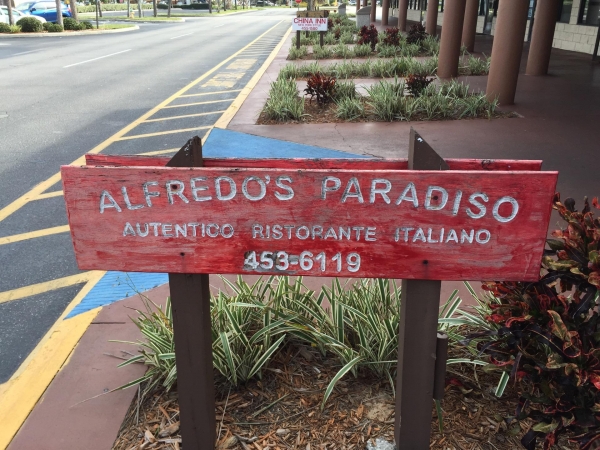 CHINA INN
ALFREDO'S PARADISO
AUTENTICO RISTORANTE ITALIANO
453-6119